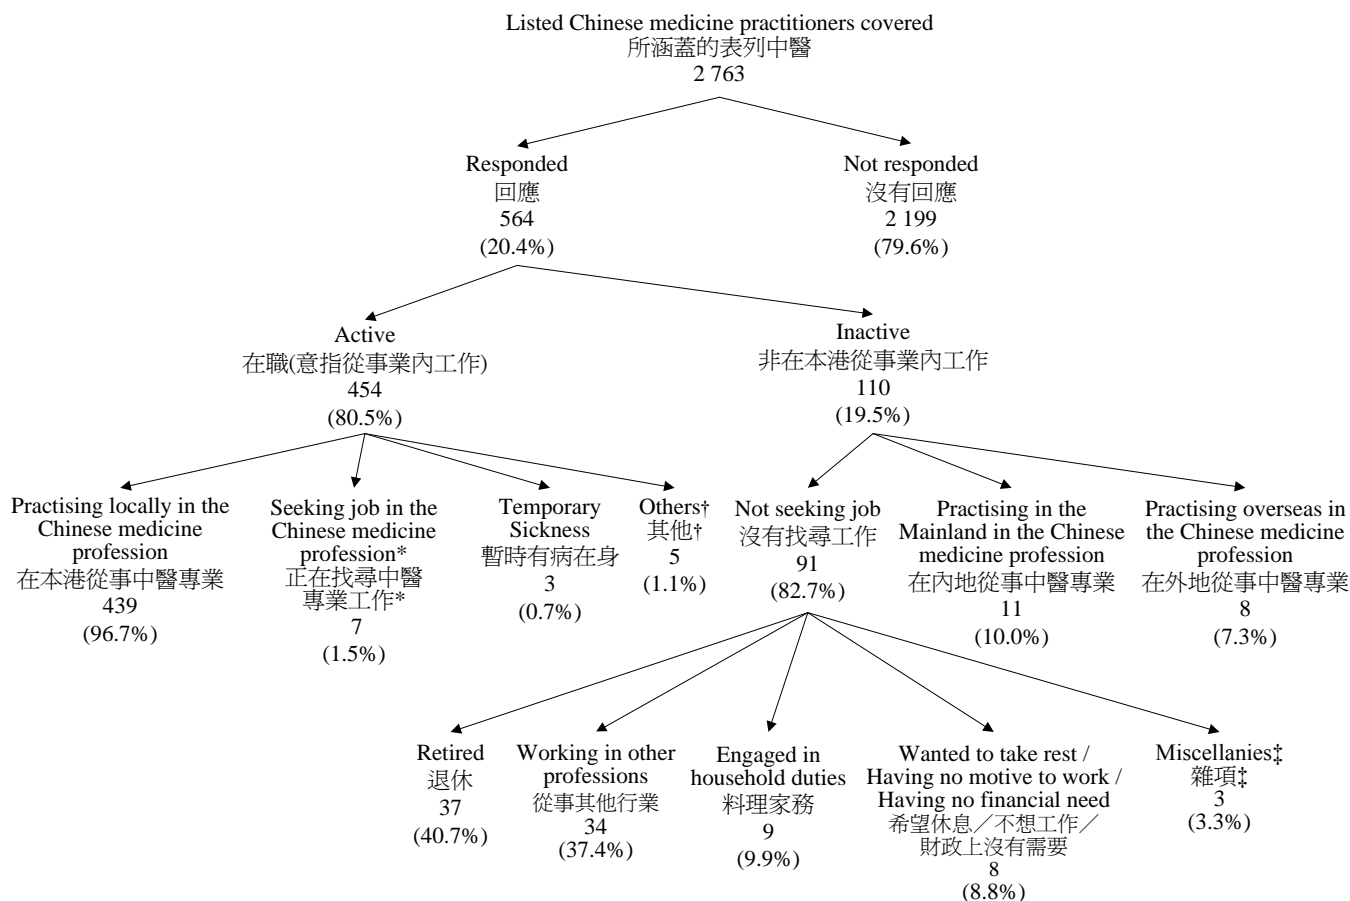 Listed Chinese medicine practitioners covered
所涵蓋的表列中醫
2 763
Responded
回應
564
(20.4%)
Not responded
沒有回應
2 199
(79.6%)
Active
在職(意指從事業內工作)
454
(80.5%)
Inactive
非在本港從事業內工作
110
(19.5%)
Practising locally in the
Chinese medicine
profession
在本港從事中醫專業
439
(96.7%)
Seeking job in the
Chinese medicine
profession*
正在找尋中醫
專業工作*
7
(1.5%)
Temporary
Sickness
暫時有病在身
3
(0.7%)
Others†
其他†
5
(1.1%)
Not seeking job
沒有找尋工作
91
(82.7%)
Practising in the
Mainland in the Chinese
medicine profession
在內地從事中醫專業
11
(10.0%)
Practising overseas in
the Chinese medicine
profession
在外地從事中醫專業
8
(7.3%)
Retired
退休
37
(40.7%)
Working in other
professions
從事其他行業
34
(37.4%)
Engaged in
household duties
料理家務
9
(9.9%)
Wanted to take rest /
Having no motive to work /
Having no financial need
希望休息／不想工作／
財政上沒有需要
8
(8.8%)
Miscellanies‡
雜項‡
3
(3.3%)